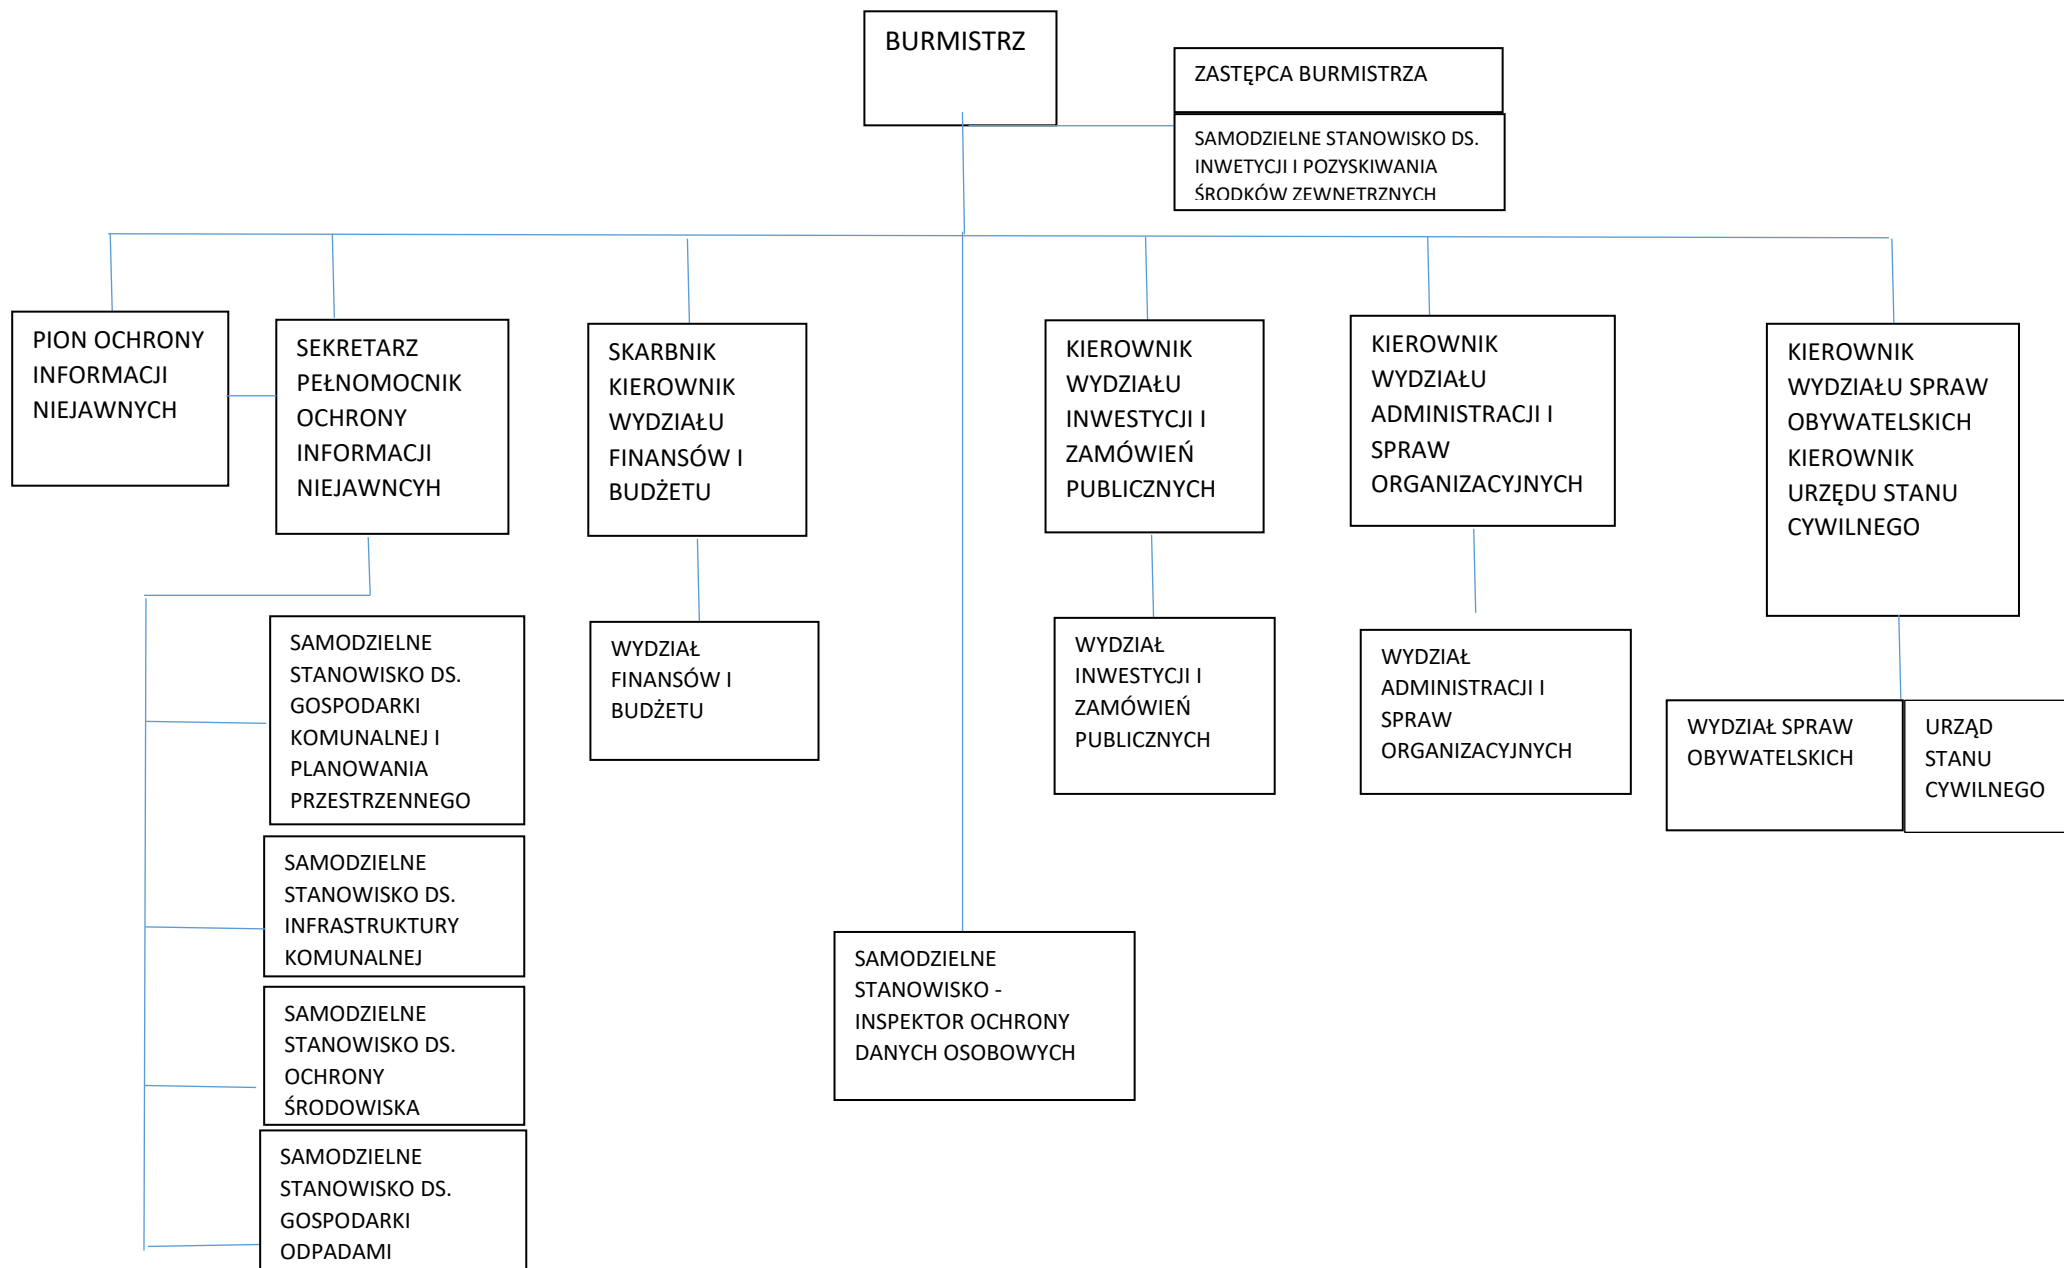 BURMISTRZ
ZASTĘPCA BURMISTRZA
SAMODZIELNE STANOWISKO DS.
INWETYCJI I POZYSKIWANIA
ŚRODKÓW ZEWNETRZNYCH
PION OCHRONY
INFORMACJI
NIEJAWNYCH
SEKRETARZ
PEŁNOMOCNIK
OCHRONY
INFORMACJI
NIEJAWNCYH
SKARBNIK
KIEROWNIK
WYDZIAŁU
FINANSÓW I
BUDŻETU
KIEROWNIK
WYDZIAŁU
INWESTYCJI I
ZAMÓWIEŃ
PUBLICZNYCH
KIEROWNIK
WYDZIAŁU
ADMINISTRACJI I
SPRAW
ORGANIZACYJNYCH
KIEROWNIK
WYDZIAŁU SPRAW
OBYWATELSKICH
KIEROWNIK
URZĘDU STANU
CYWILNEGO
SAMODZIELNE
STANOWISKO DS.
GOSPODARKI
KOMUNALNEJ I
PLANOWANIA
PRZESTRZENNEGO
WYDZIAŁ
FINANSÓW I
BUDŻETU
WYDZIAŁ
INWESTYCJI I
ZAMÓWIEŃ
PUBLICZNYCH
WYDZIAŁ
ADMINISTRACJI I
SPRAW
ORGANIZACYJNYCH
WYDZIAŁ SPRAW
OBYWATELSKICH
URZĄD
STANU
CYWILNEGO
SAMODZIELNE
STANOWISKO DS.
INFRASTRUKTURY
KOMUNALNEJ
SAMODZIELNE
STANOWISKO -
INSPEKTOR OCHRONY
DANYCH OSOBOWYCH
SAMODZIELNE
STANOWISKO DS.
OCHRONY
ŚRODOWISKA
SAMODZIELNE
STANOWISKO DS.
GOSPODARKI
ODPADAMI